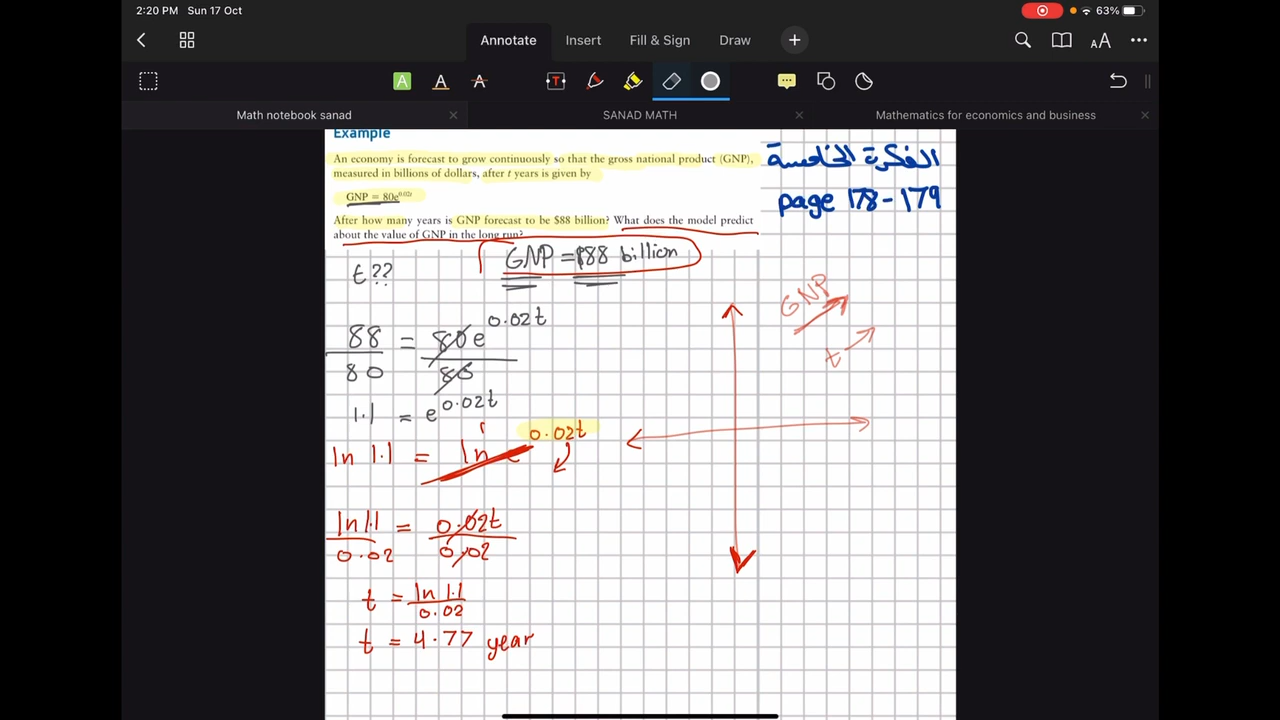 2:20 PM Sun 17 Oct
63%
Annotate Insert Fill & Sign Draw
Math notebook sanad
SANAD MATH
Mathematics for economics and business
Example
An economy is forecast to grow continuously so that the gross national product (GNP),
measured in billions of dollars, after t years is given by
GNP = 80e^0.02t
After how many years is GNP forecast to be $88 billion? What does the model predict
about the value of GNP in the long run?
الفكرة الخامسة
page 178-179
GNP = $88 billion
t??
88/80 = 80e^0.02t/80
1.1 = e^0.02t
ln 1.1 = ln e^0.02t
ln 1.1/0.02 = 0.02t/0.02
t = ln 1.1/0.02
t = 4.77 year
GNP
t